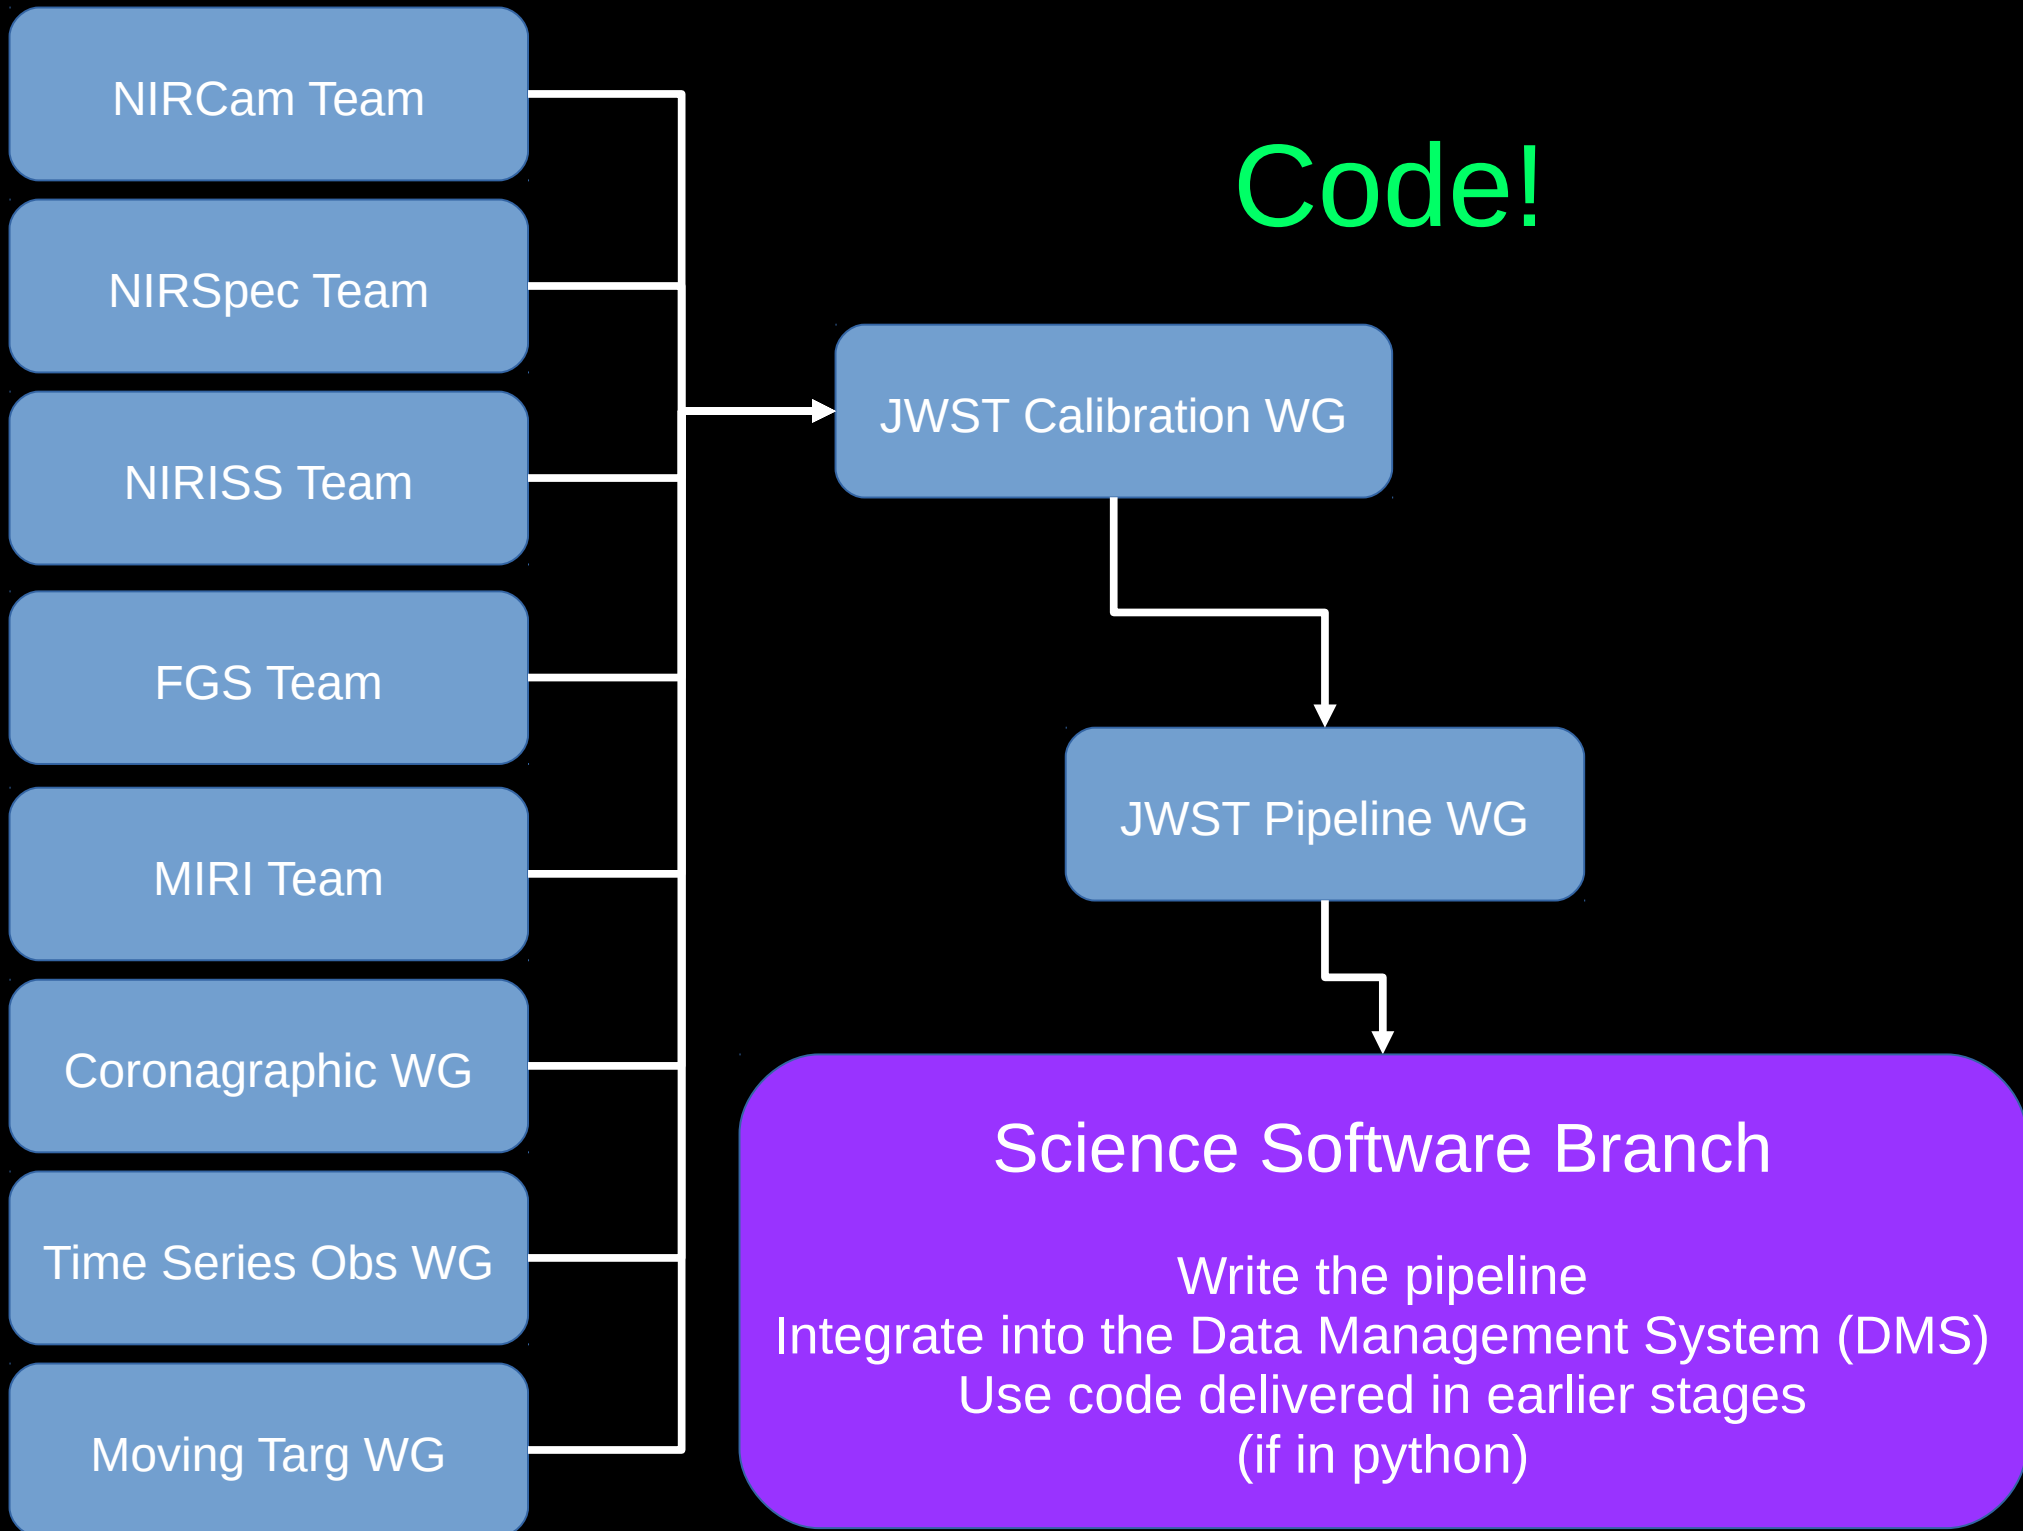 NIRCam Team
NIRSpec Team
NIRISS Team
FGS Team
MIRI Team
Coronagraphic WG
Time Series Obs WG
Moving Targ WG
Code!
JWST Calibration WG
JWST Pipeline WG
Science Software Branch
Write the pipeline
Integrate into the Data Management System (DMS)
Use code delivered in earlier stages
(if in python)